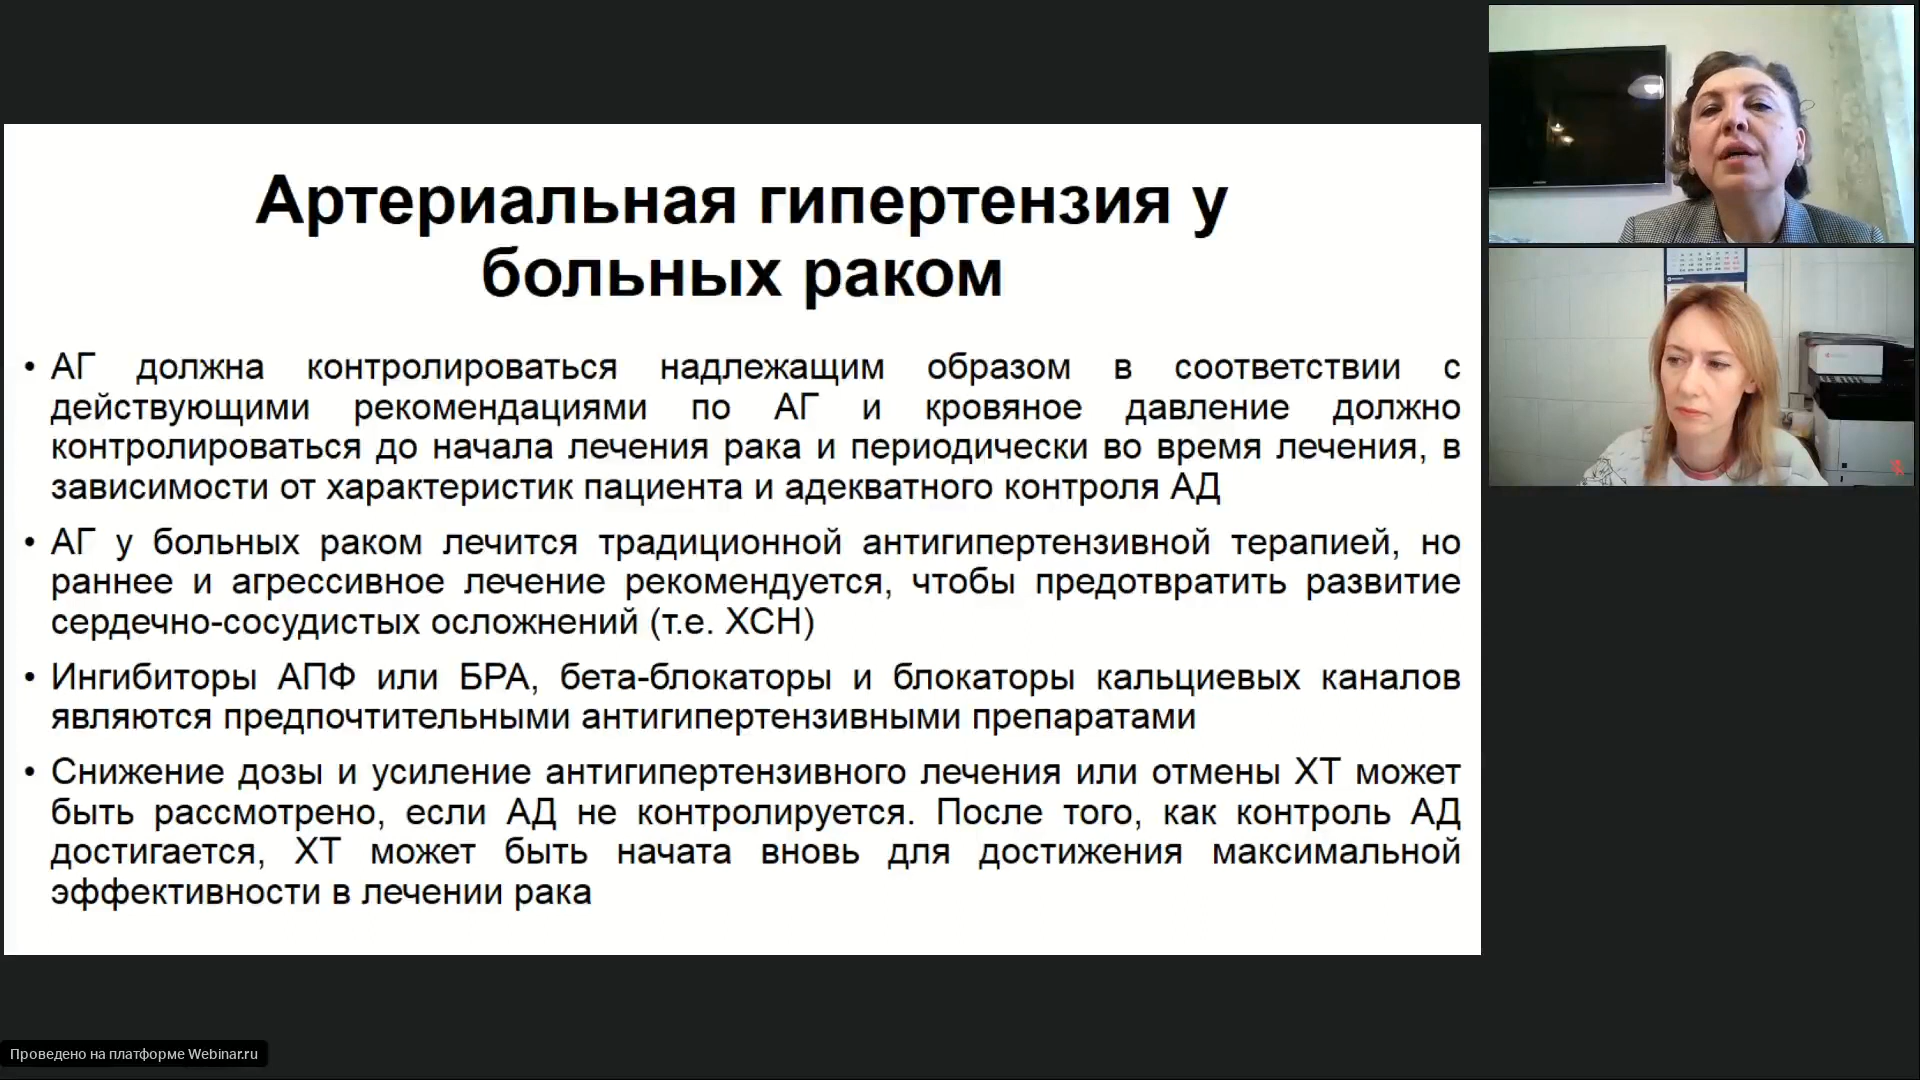 Артериальная гипертензия у
больных раком
• АГ должна контролироваться надлежащим образом в соответствии с
действующими рекомендациями по АГ и кровяное давление должно
контролироваться до начала лечения рака и периодически во время лечения, в
зависимости от характеристик пациента и адекватного контроля АД
• АГ у больных раком лечится традиционной антигипертензивной терапией, но
раннее и агрессивное лечение рекомендуется, чтобы предотвратить развитие
сердечно-сосудистых осложнений (т.е. ХСН)
• Ингибиторы АПФ или БРА, бета-блокаторы и блокаторы кальциевых каналов
являются предпочтительными антигипертензивными препаратами
• Снижение дозы и усиление антигипертензивного лечения или отмены ХТ может
быть рассмотрено, если АД не контролируется. После того, как контроль АД
достигается, ХТ может быть начата вновь для достижения максимальной
эффективности в лечении рака
Проведено на платформе Webinar.ru